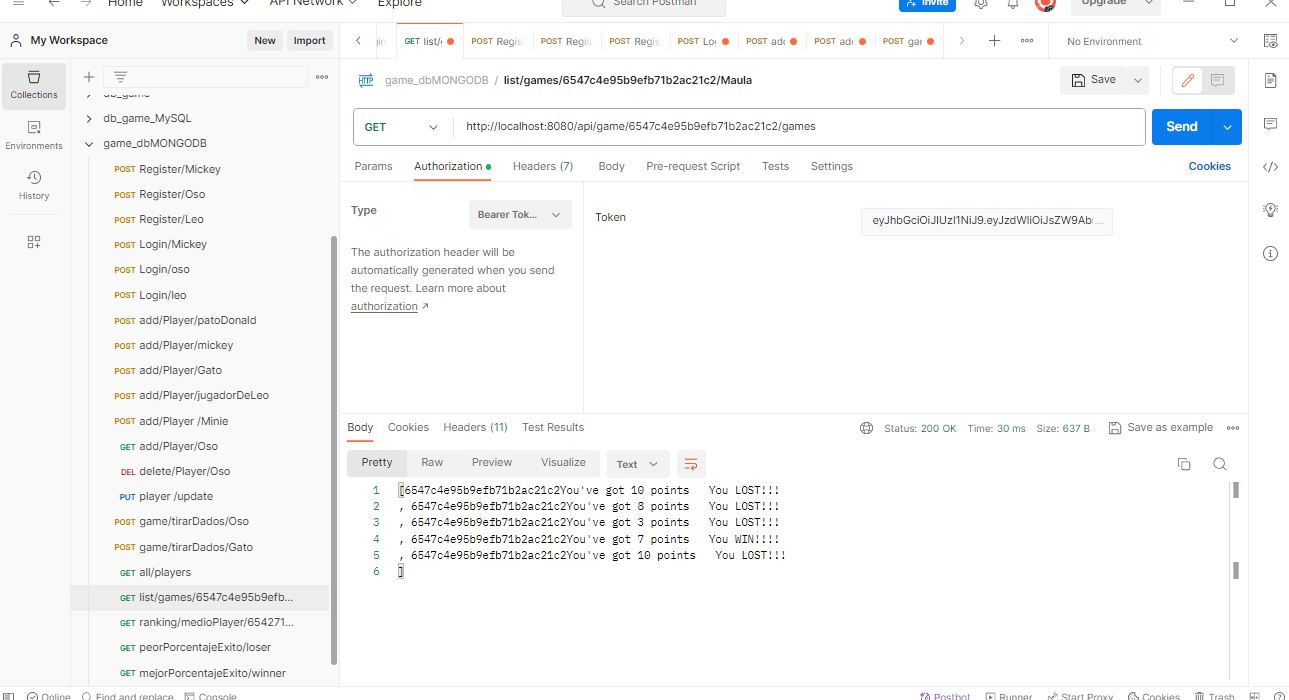 Home Workspaces API Network Explore Search Postman Invite Upgrade
My Workspace New Import
GET list/ POST Regis POST Regis POST Regis POST Lo POST add POST add POST gar No Environment
Collections
Environments
History
db_game
db_game_MySQL
game_dbMONGODB
POST Register/Mickey
POST Register/Oso
POST Register/Leo
POST Login/Mickey
POST Login/oso
POST Login/leo
POST add/Player/patoDonald
POST add/Player/mickey
POST add/Player/Gato
POST add/Player/jugadorDeLeo
POST add/Player /Minie
GET add/Player/Oso
DEL delete/Player/Oso
PUT player /update
POST game/tirarDados/Oso
POST game/tirarDados/Gato
GET all/players
GET list/games/6547c4e95b9efb...
GET ranking/medioPlayer/654271...
GET peorPorcentajeExito/loser
GET mejorPorcentajeExito/winner
HTTP game_dbMONGODB / list/games/6547c4e95b9efb71b2ac21c2/Maula Save
GET http://localhost:8080/api/game/6547c4e95b9efb71b2ac21c2/games Send
Params Authorization Headers (7) Body Pre-request Script Tests Settings Cookies
Type Bearer Tok... Token eyJhbGciOiJIUzI1NiJ9.eyJzdWIiOiJsZW9Ab...
The authorization header will be
automatically generated when you send
the request. Learn more about
authorization ↗
Body Cookies Headers (11) Test Results Status: 200 OK Time: 30 ms Size: 637 B Save as example
Pretty Raw Preview Visualize Text
1 [6547c4e95b9efb71b2ac21c2You've got 10 points You LOST!!!
2 , 6547c4e95b9efb71b2ac21c2You've got 8 points You LOST!!!
3 , 6547c4e95b9efb71b2ac21c2You've got 3 points You LOST!!!
4 , 6547c4e95b9efb71b2ac21c2You've got 7 points You WIN!!!!
5 , 6547c4e95b9efb71b2ac21c2You've got 10 points You LOST!!!
6 ]
Online Find and replace Console Postbot Runner Start Proxy Cookies Trash